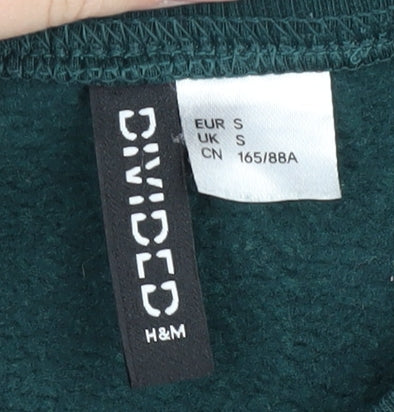 DIVIDED
H&M
EUR S
UK S
CN 165/88A